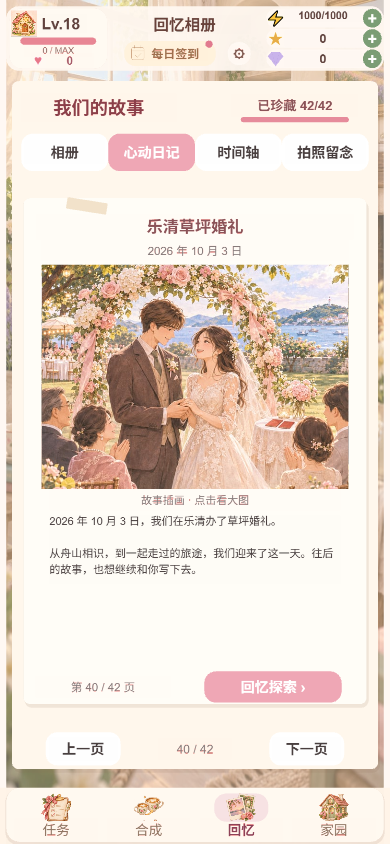 Lv.18
回忆相册
1000/1000
0 / MAX
每日签到
0
♥ 0
0
我们的故事
已珍藏 42/42
相册
心动日记
时间轴
拍照留念
乐清草坪婚礼
2026 年 10 月 3 日
故事插画 · 点击看大图
2026 年 10 月 3 日，我们在乐清办了草坪婚礼。
从舟山相识，到一起走过的旅途，我们迎来了这一天。往后
的故事，也想继续和你写下去。
第 40 / 42 页
回忆探索 ›
上一页
40 / 42
下一页
任务
合成
回忆
家园